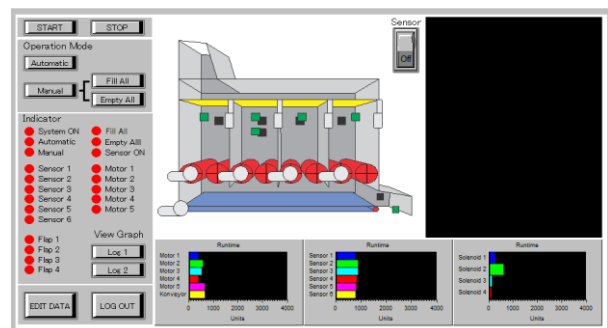 START STOP
Operation Mode
Automatic
Manual
Fill All
Empty All
Indicator
System ON Fill All
Automatic Empty Alll
Manual Sensor ON
Sensor 1 Motor 1
Sensor 2 Motor 2
Sensor 3 Motor 3
Sensor 4 Motor 4
Sensor 5 Motor 5
Sensor 6
Flap 1 View Graph
Flap 2 Log 1
Flap 3
Flap 4 Log 2
EDIT DATA LOG OUT
Sensor
Off
Runtime
Motor 1
Motor 2
Motor 3
Motor 4
Motor 5
Konveyor
0 1000 2000 3000 4000
Units
Runtime
Sensor 1
Sensor 2
Sensor 3
Sensor 4
Sensor 5
Sensor 6
0 1000 2000 3000 4000
Units
Runtime
Solenoid 1
Solenoid 2
Solenoid 3
Solenoid 4
0 1000 2000 3000 4000
Units